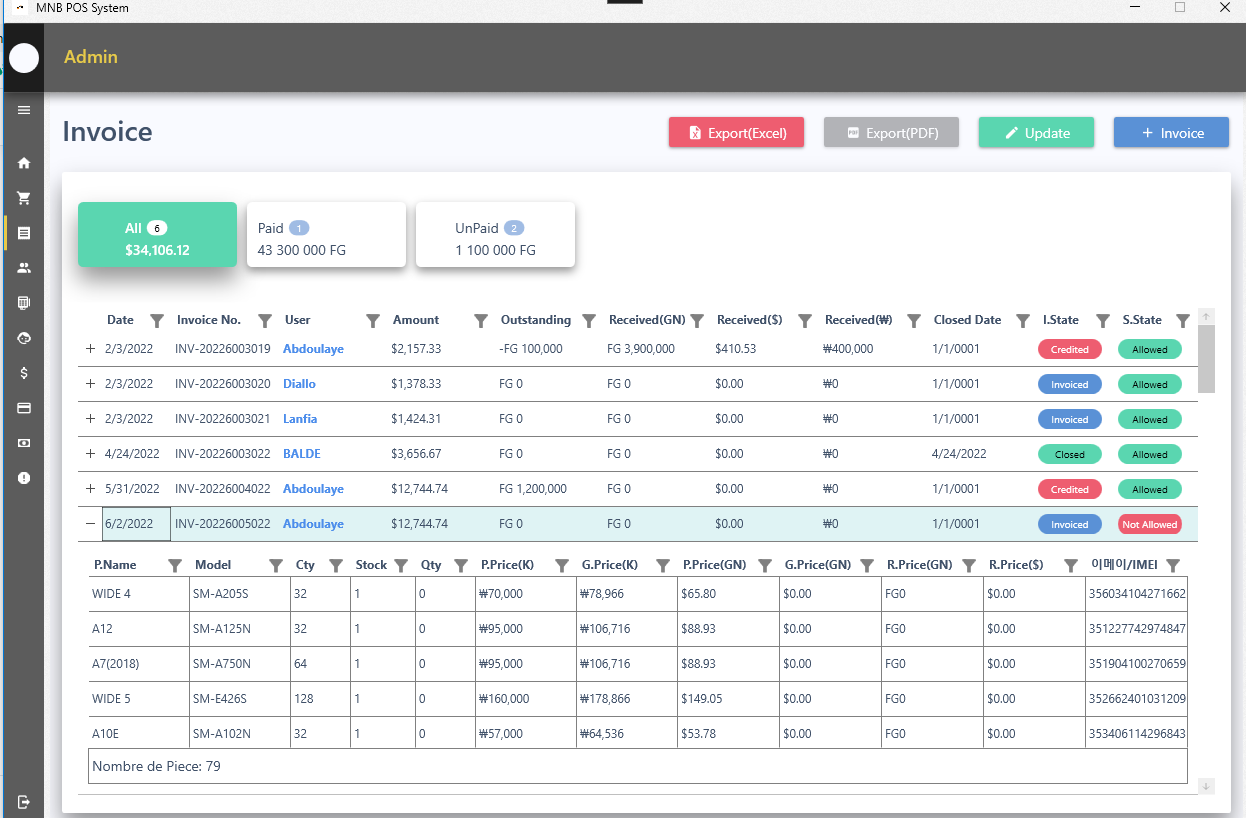 MNB POS System
Admin
Invoice
Export(Excel)
PDF Export(PDF)
Update
+ Invoice
All 6
$34,106.12
Paid 1
43 300 000 FG
UnPaid 2
1 100 000 FG
Date Invoice No. User Amount Outstanding Received(GN) Received($) Received(₩) Closed Date I.State S.State
+ 2/3/2022 INV-20226003019 Abdoulaye $2,157.33 -FG 100,000 FG 3,900,000 $410.53 ₩400,000 1/1/0001 Credited Allowed
+ 2/3/2022 INV-20226003020 Diallo $1,378.33 FG 0 FG 0 $0.00 ₩0 1/1/0001 Invoiced Allowed
+ 2/3/2022 INV-20226003021 Lanfia $1,424.31 FG 0 FG 0 $0.00 ₩0 1/1/0001 Invoiced Allowed
+ 4/24/2022 INV-20226003022 BALDE $3,656.67 FG 0 FG 0 $0.00 ₩0 4/24/2022 Closed Allowed
+ 5/31/2022 INV-20226004022 Abdoulaye $12,744.74 FG 1,200,000 FG 0 $0.00 ₩0 1/1/0001 Credited Allowed
− 6/2/2022 INV-20226005022 Abdoulaye $12,744.74 FG 0 FG 0 $0.00 ₩0 1/1/0001 Invoiced Not Allowed
P.Name Model Cty Stock Qty P.Price(K) G.Price(K) P.Price(GN) G.Price(GN) R.Price(GN) R.Price($) 이메이/IMEI
WIDE 4 SM-A205S 32 1 0 ₩70,000 ₩78,966 $65.80 $0.00 FG0 $0.00 356034104271662
A12 SM-A125N 32 1 0 ₩95,000 ₩106,716 $88.93 $0.00 FG0 $0.00 351227742974847
A7(2018) SM-A750N 64 1 0 ₩95,000 ₩106,716 $88.93 $0.00 FG0 $0.00 351904100270659
WIDE 5 SM-E426S 128 1 0 ₩160,000 ₩178,866 $149.05 $0.00 FG0 $0.00 352662401031209
A10E SM-A102N 32 1 0 ₩57,000 ₩64,536 $53.78 $0.00 FG0 $0.00 353406114296843
Nombre de Piece: 79